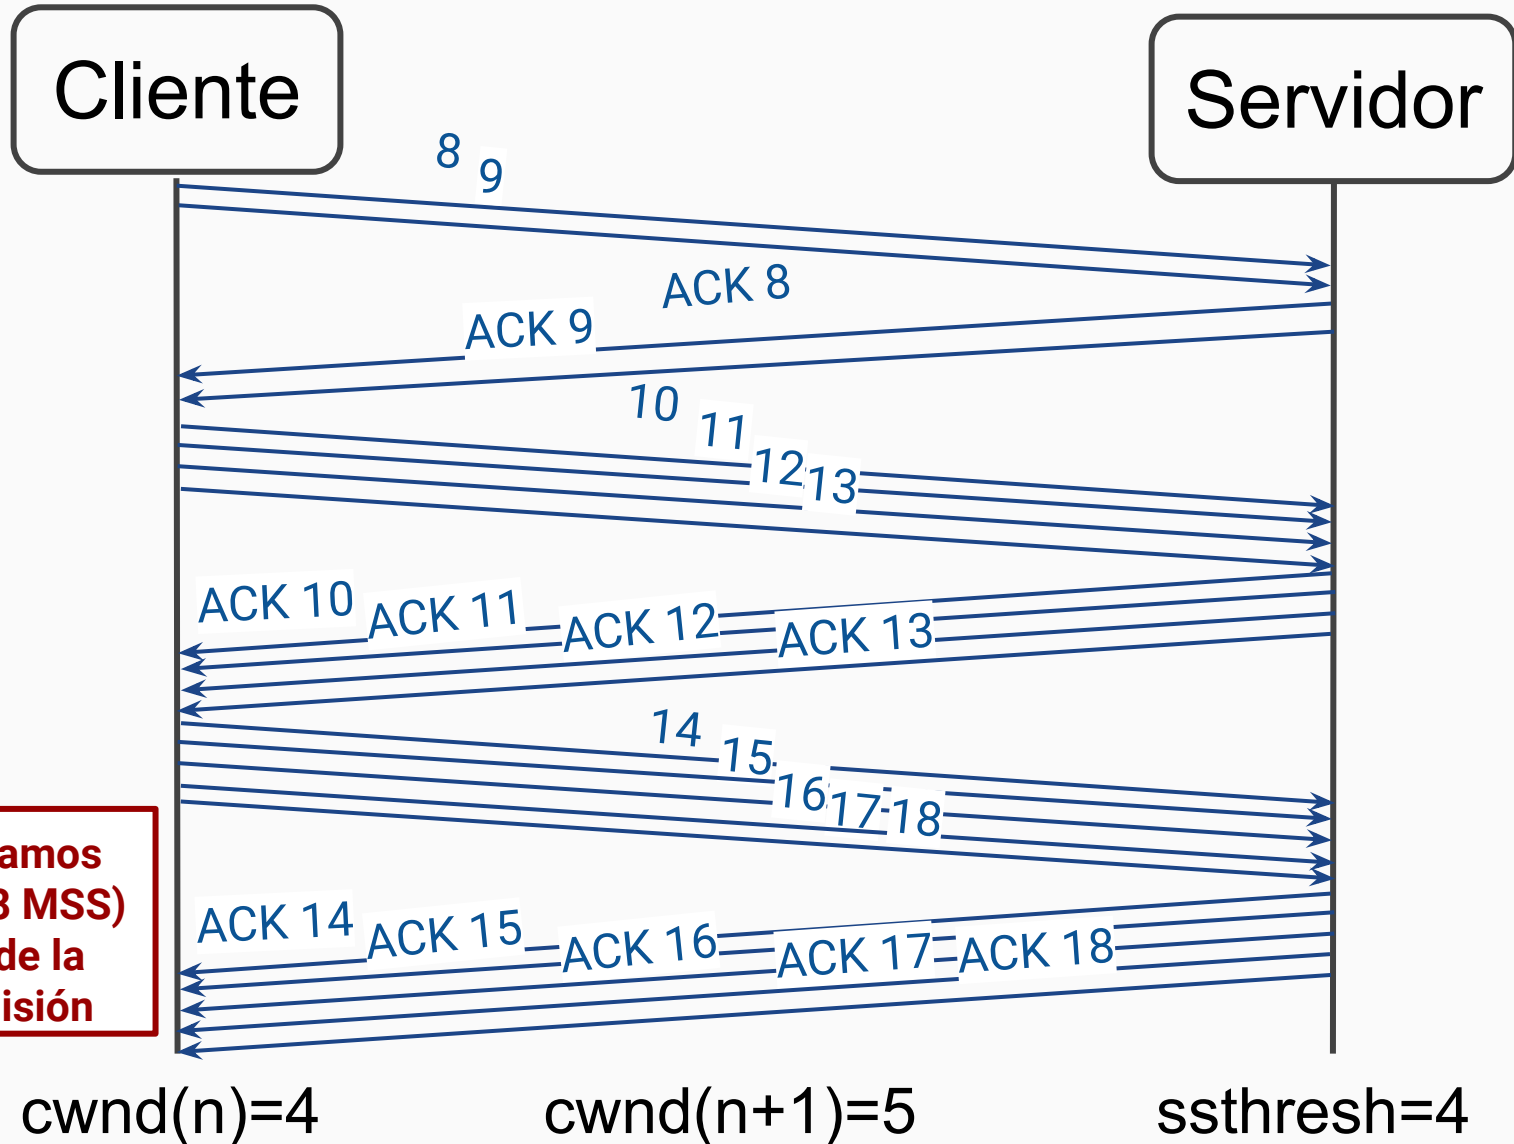 Cliente
Servidor
8
9
ACK 8
ACK 9
10
11
12
13
ACK 10
ACK 11
ACK 12
ACK 13
14
15
16
17
18
amos
MSS)
de la
isión
ACK 14
ACK 15
ACK 16
ACK 17
ACK 18
cwnd(n)=4
cwnd(n+1)=5
ssthresh=4